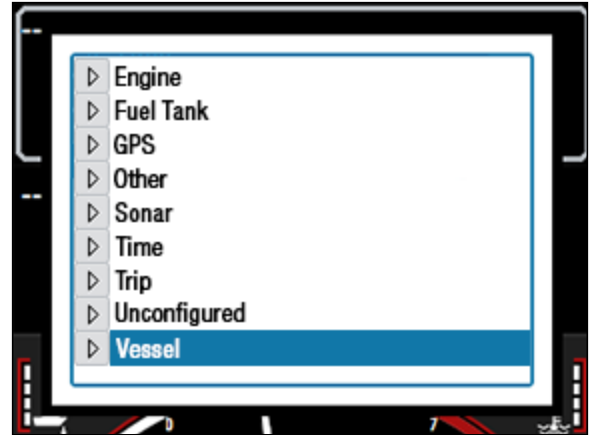 --
Engine
Fuel Tank
GPS
Other
Sonar
Time
Trip
Unconfigured
Vessel
--
0
7